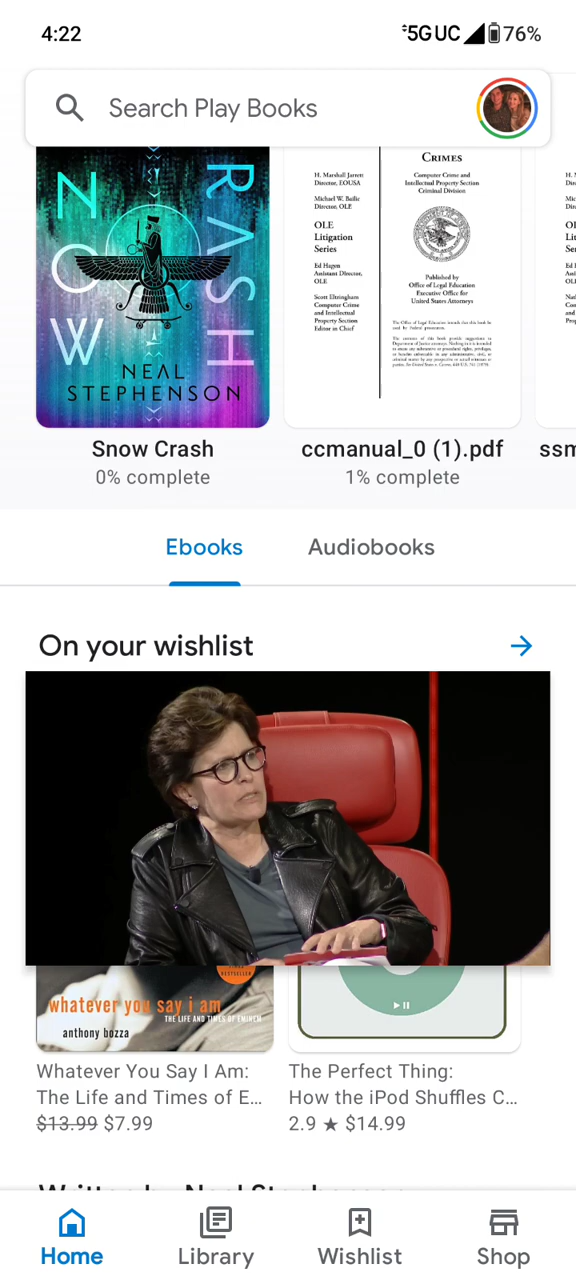 4:22
5G UC
76%
Search Play Books
N
O
W
RASH
NEAL
STEPHENSON
CRIMES
H. Marshall Jarrett
Director, EOUSA
Michael W. Bailie
Director, OLE
OLE
Litigation
Series
Ed Hagen
Assistant Director,
OLE
Scott Eltringham
Computer Crime
and Intellectual
Property Section
Editor in Chief
Computer Crime and
Intellectual Property Section
Criminal Division
Published by
Office of Legal Education
Executive Office for
United States Attorneys
Snow Crash
0% complete
ccmanual_0 (1).pdf
1% complete
ssm
Ebooks
Audiobooks
On your wishlist
BESTSELLER
whatever you say i am
THE LIFE AND TIMES OF EMINEM
anthony bozza
Whatever You Say I Am:
The Life and Times of E...
$13.99 $7.99
The Perfect Thing:
How the iPod Shuffles C...
2.9 ★ $14.99
Home
Library
Wishlist
Shop